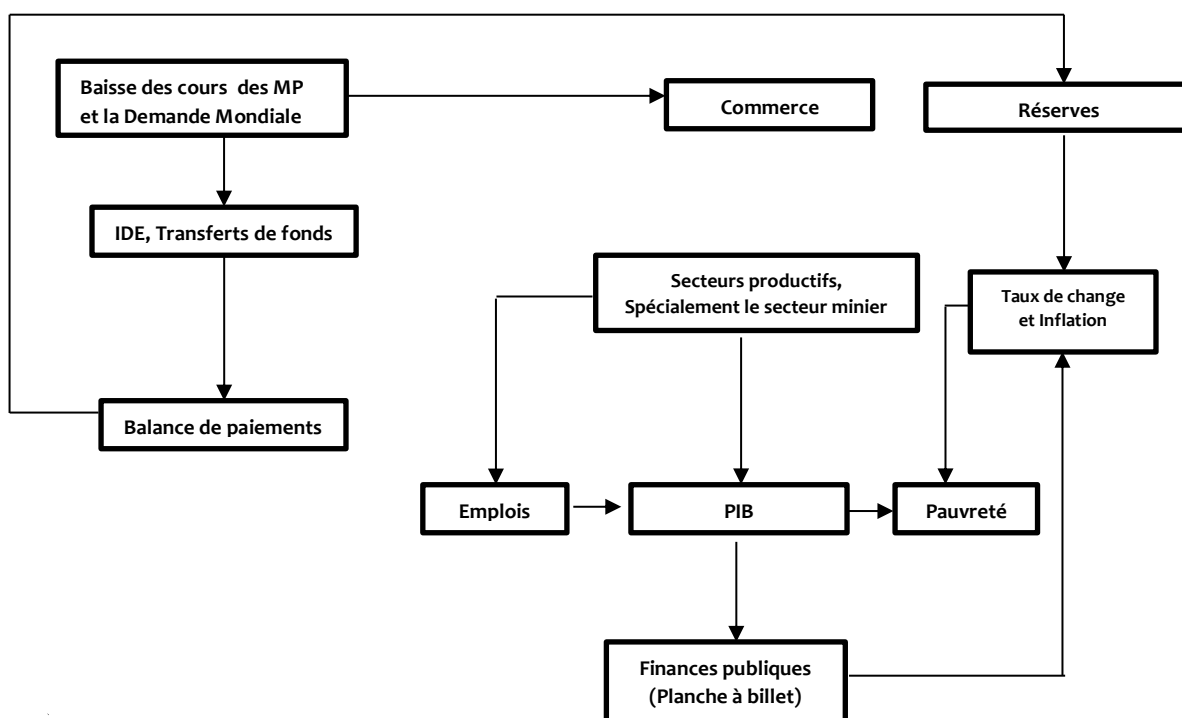 Baisse des cours des MP
et la Demande Mondiale
Commerce
Réserves
IDE, Transferts de fonds
Secteurs productifs,
Spécialement le secteur minier
Taux de change
et Inflation
Balance de paiements
Emplois
PIB
Pauvreté
Finances publiques
(Planche à billet)